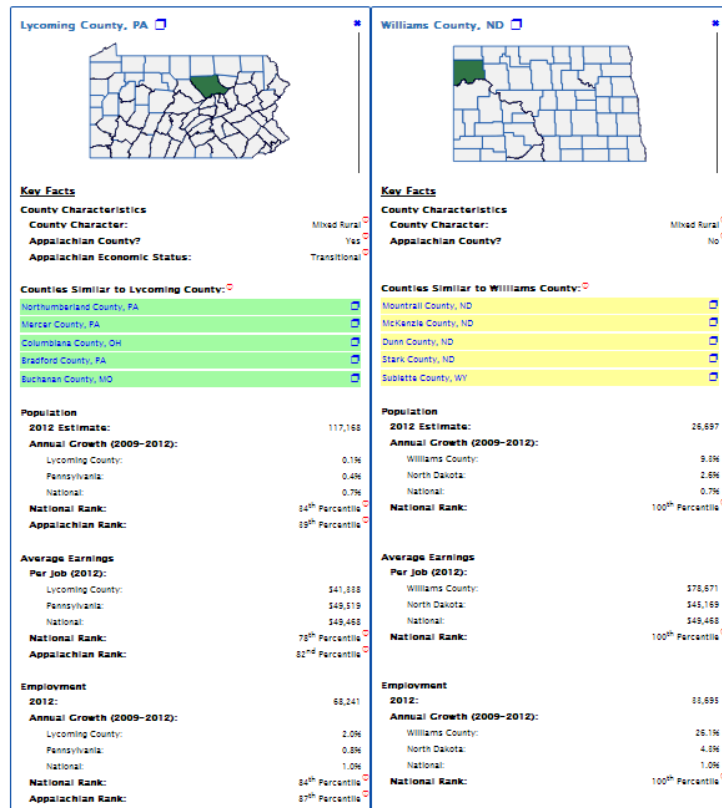 Lycoming County, PA
Key Facts
County Characteristics
County Character: Mixed Rural
Appalachian County? Yes
Appalachian Economic Status: Transitional
Counties Similar to Lycoming County:
Northumberland County, PA
Mercer County, PA
Columbiana County, OH
Bradford County, PA
Buchanan County, MO
Population
2012 Estimate: 117,168
Annual Growth (2009-2012):
Lycoming County: 0.1%
Pennsylvania: 0.4%
National: 0.7%
National Rank: 84th Percentile
Appalachian Rank: 89th Percentile
Average Earnings
Per Job (2012):
Lycoming County: $41,888
Pennsylvania: $49,519
National: $49,468
National Rank: 78th Percentile
Appalachian Rank: 82nd Percentile
Employment
2012: 68,241
Annual Growth (2009-2012):
Lycoming County: 2.0%
Pennsylvania: 0.8%
National: 1.0%
National Rank: 84th Percentile
Appalachian Rank: 87th Percentile
Williams County, ND
Key Facts
County Characteristics
County Character: Mixed Rural
Appalachian County? No
Counties Similar to Williams County:
Mountrail County, ND
McKenzie County, ND
Dunn County, ND
Stark County, ND
Sublette County, WY
Population
2012 Estimate: 26,697
Annual Growth (2009-2012):
Williams County: 9.8%
North Dakota: 2.6%
National: 0.7%
National Rank: 100th Percentile
Average Earnings
Per Job (2012):
Williams County: $78,671
North Dakota: $45,169
National: $49,468
National Rank: 100th Percentile
Employment
2012: 88,695
Annual Growth (2009-2012):
Williams County: 26.1%
North Dakota: 4.8%
National: 1.0%
National Rank: 100th Percentile